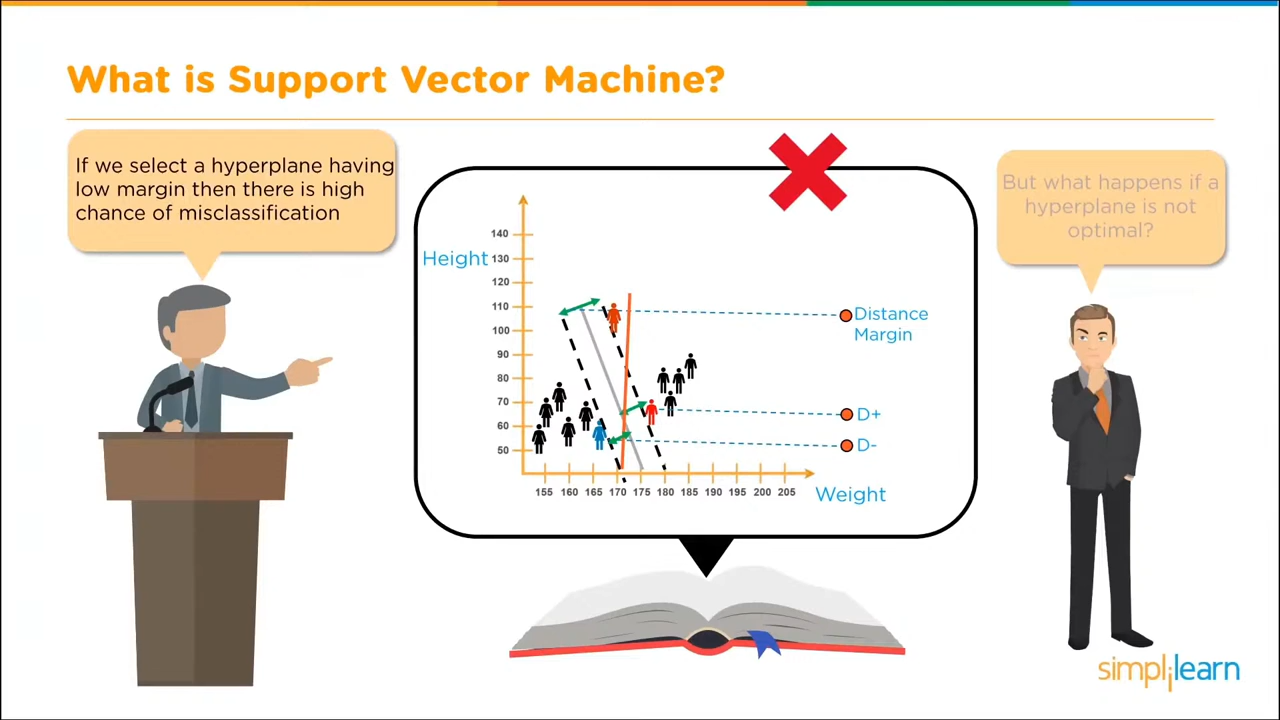 What is Support Vector Machine?
If we select a hyperplane having
low margin then there is high
chance of misclassification
But what happens if a
hyperplane is not
optimal?
Height
140
130
120
110
100
90
80
70
60
50
Distance
Margin
D+
D-
155 160 165 170 175 180 185 190 195 200 205
Weight
simplilearn